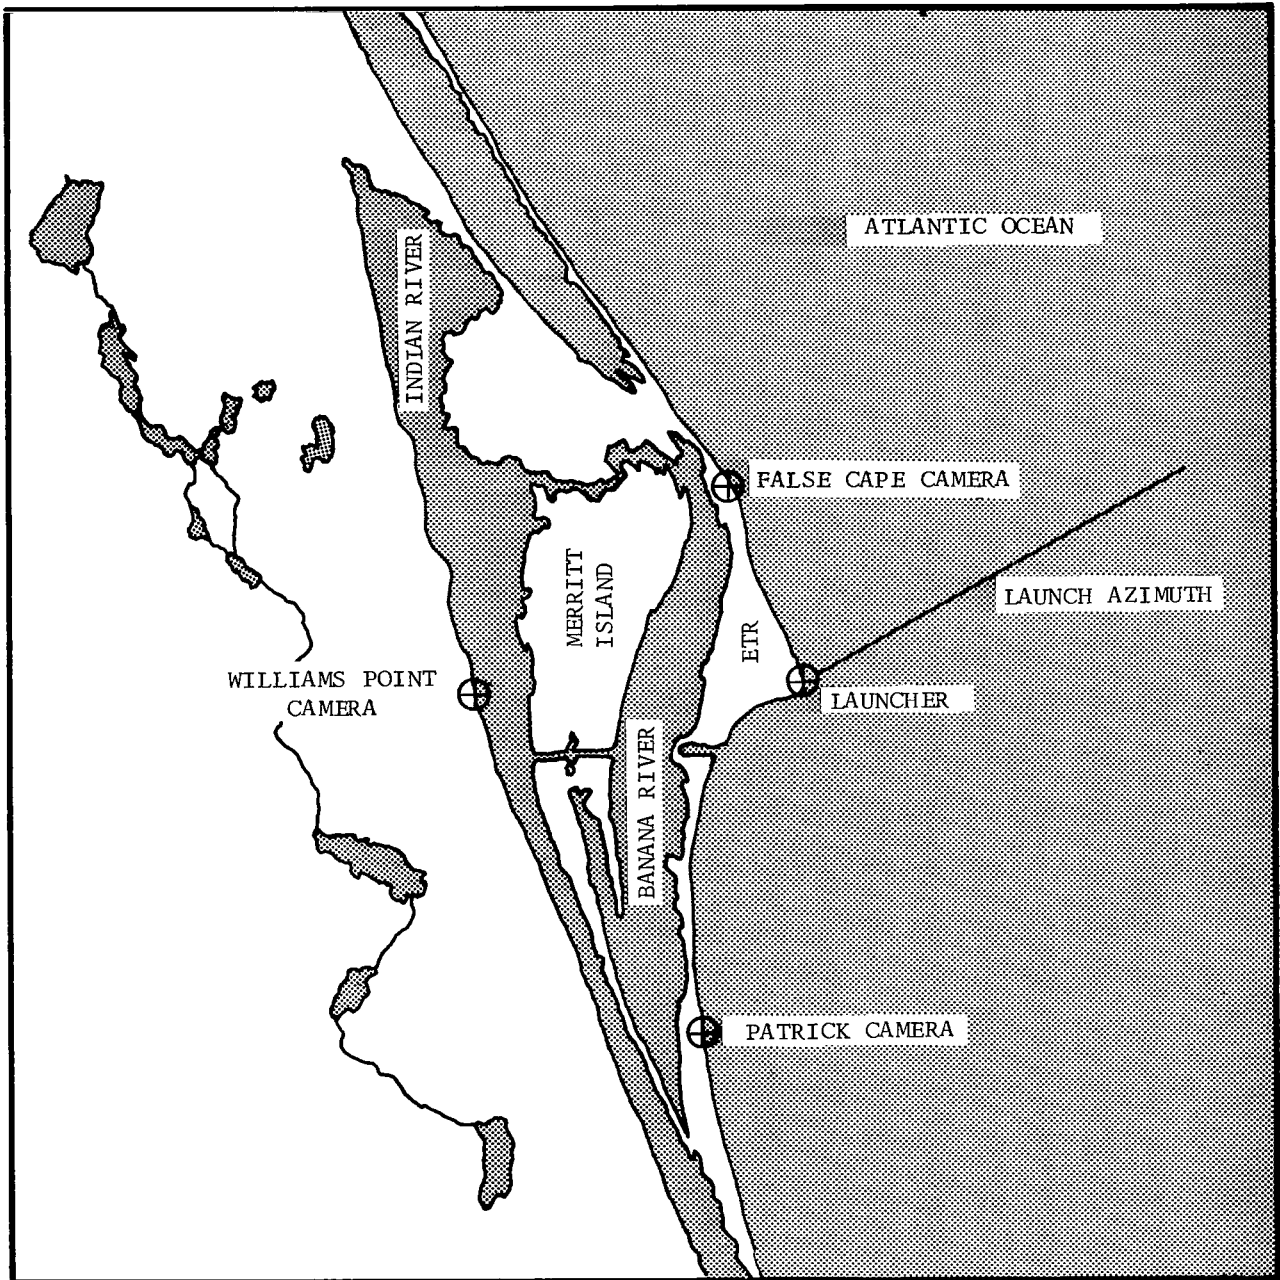 ATLANTIC OCEAN
INDIAN RIVER
FALSE CAPE CAMERA
MERRITT
ISLAND
LAUNCH AZIMUTH
ETR
WILLIAMS POINT
CAMERA
LAUNCHER
BANANA RIVER
PATRICK CAMERA